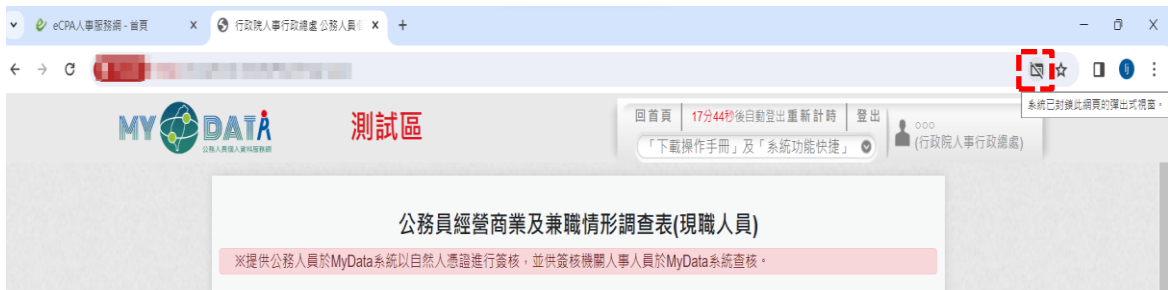 eCPA人事服務網 - 首頁
行政院人事行政總處公務人員
系統已封鎖此網頁的彈出式視窗。
MYDATA
公務人員個人資料服務網
測試區
回首頁 17分44秒後自動登出重新計時 登出
「下載操作手冊」及「系統功能快捷」
○○○
(行政院人事行政總處)
公務員經營商業及兼職情形調查表(現職人員)
※提供公務人員於MyData系統以自然人憑證進行簽核,並供簽核機關人事人員於MyData系統查核。